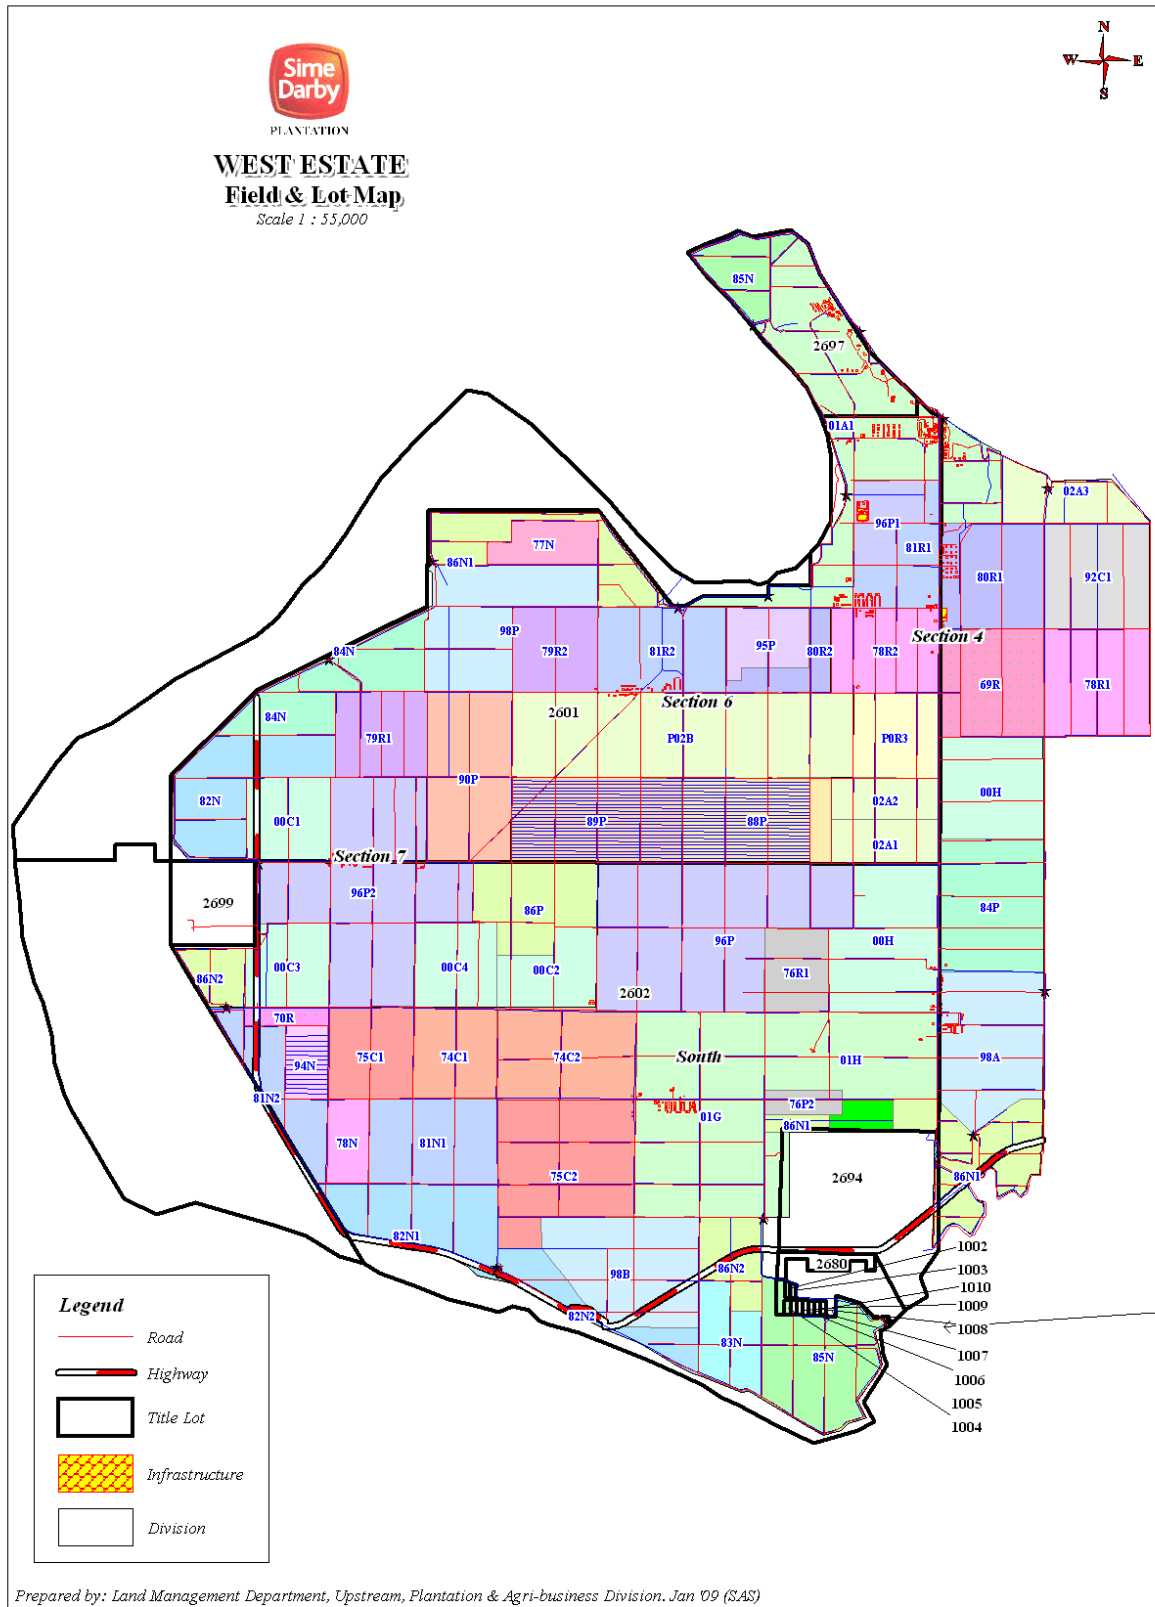 N
W E
S
Sime
Darby
PLANTATION
WEST ESTATE
Field & Lot Map
Scale 1 : 55,000
85N
2697
01A1
02A3
96P1
81R1
77N
86N1
80R1
92C1
98P
84N
79R2
81R2
95P
80R2
78R2
Section 4
69R
78R1
Section 6
84N
2601
79R1
P02B
P0R3
90P
82N
00C1
89P
88P
02A2
00H
02A1
Section 7
96P2
2699
86P
84P
96P
00H
86N2
00C3
00C4
00C2
76R1
2602
70R
94N
75C1
74C1
74C2
South
01H
98A
81N2
76P2
01G
86N1
78N
81N1
75C2
2694
86N1
82N1
1002
2680
86N2
1003
98B
1010
1009
82N2
1008
83N
85N
1007
1006
1005
1004
Legend
Road
Highway
Title Lot
Infrastructure
Division
Prepared by: Land Management Department, Upstream, Plantation & Agri-business Division. Jan '09 (SAS)